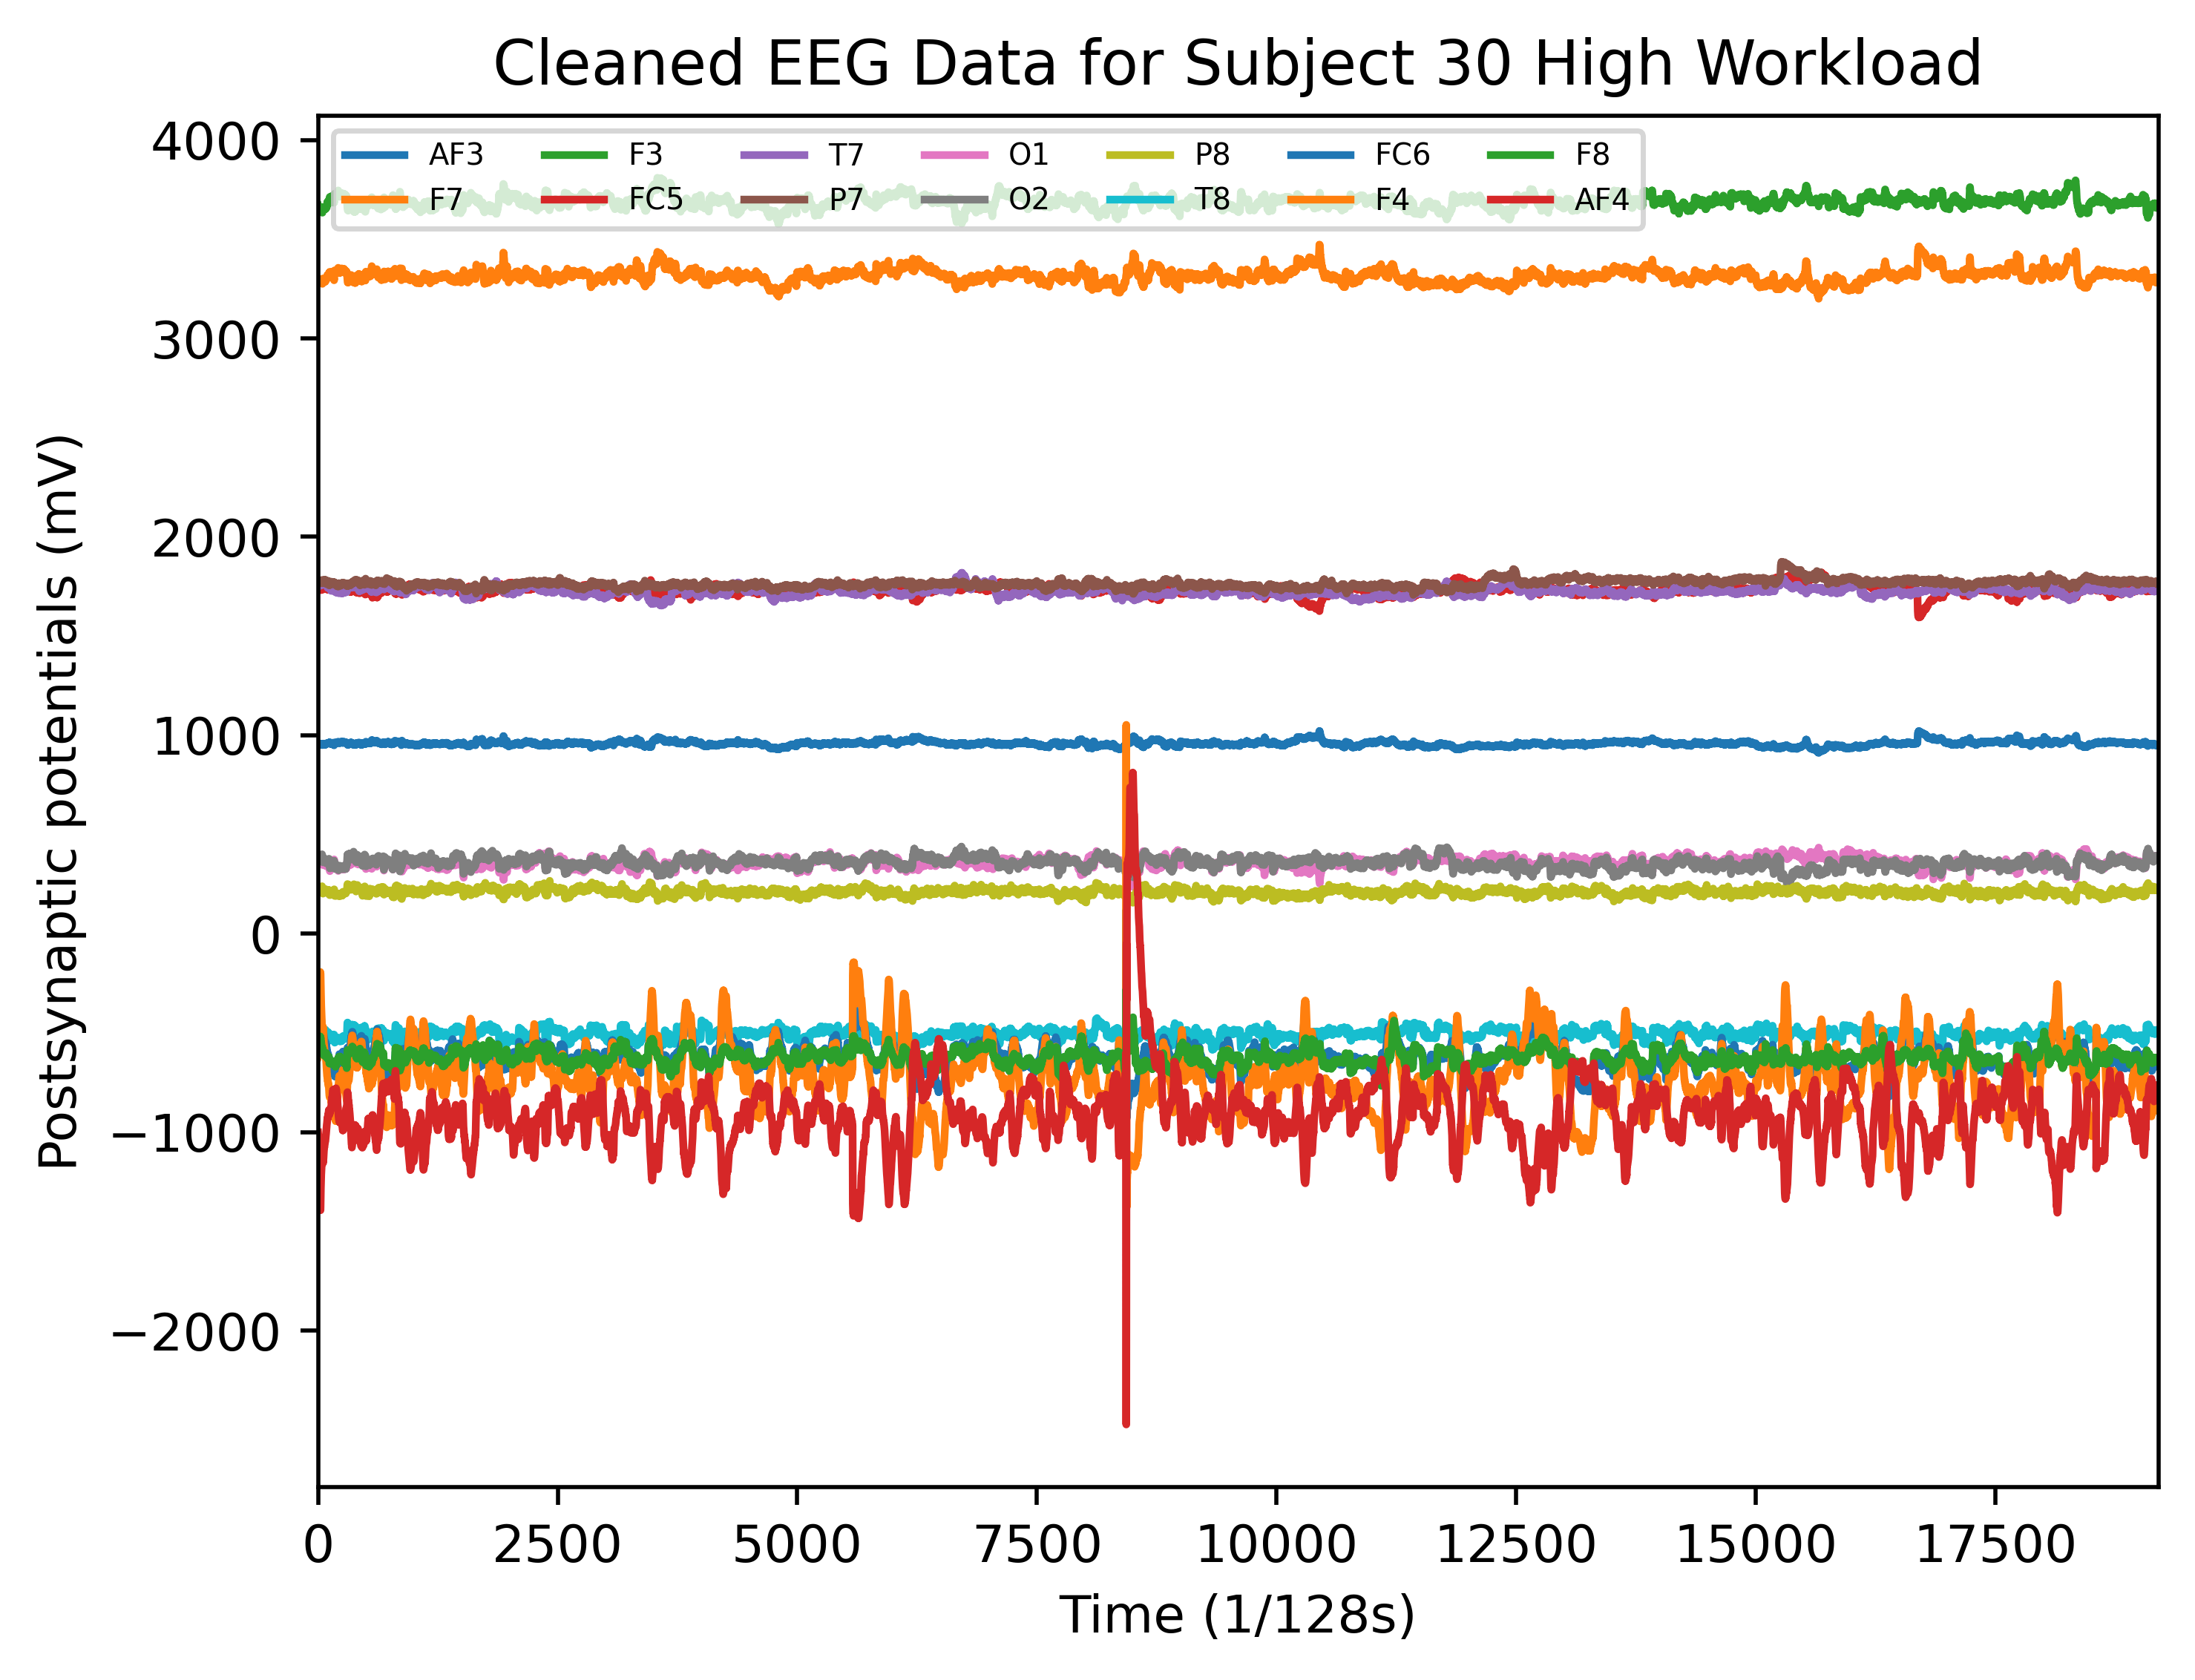 Cleaned EEG Data for Subject 30 High Workload
4000
3000
2000
1000
0
−1000
−2000
Postsynaptic potentials (mV)
AF3 F3 T7 O1 P8 FC6 F8
F7 FC5 P7 O2 T8 F4 AF4
0 2500 5000 7500 10000 12500 15000 17500
Time (1/128s)